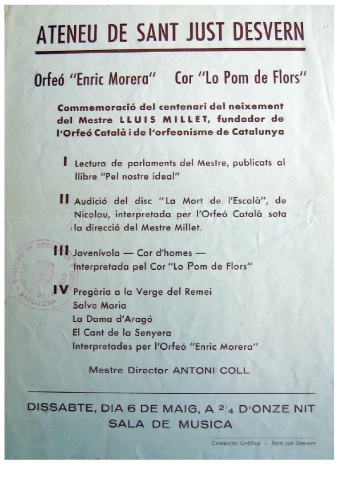 ATENEU DE SANT JUST DESVERN
Orfeó "Enric Morera" Cor "Lo Pom de Flors"
Commemoració del centenari del neixement
del Mestre LLUIS MILLET, fundador de
l'Orfeó Català i de l'orfeonisme de Catalunya
I Lectura de parlaments del Mestre, publicats al
llibre "Pel nostre ideal"
II Audició del disc "La Mort de l'Escolà", de
Nicolau, interpretada per l'Orfeó Català sota
la direcció del Mestre Millet.
III Jovenívola — Cor d'homes —
Interpretada pel Cor "Lo Pom de Flors"
IV Pregària a la Verge del Remei
Salve Maria
La Dama d'Aragó
El Cant de la Senyera
Interpretades per l'Orfeó "Enric Morera"
Mestre Director ANTONI COLL
DISSABTE, DIA 6 DE MAIG, A 2/4 D'ONZE NIT
SALA DE MUSICA
Comercial Gráfica - Sant Just Desvern